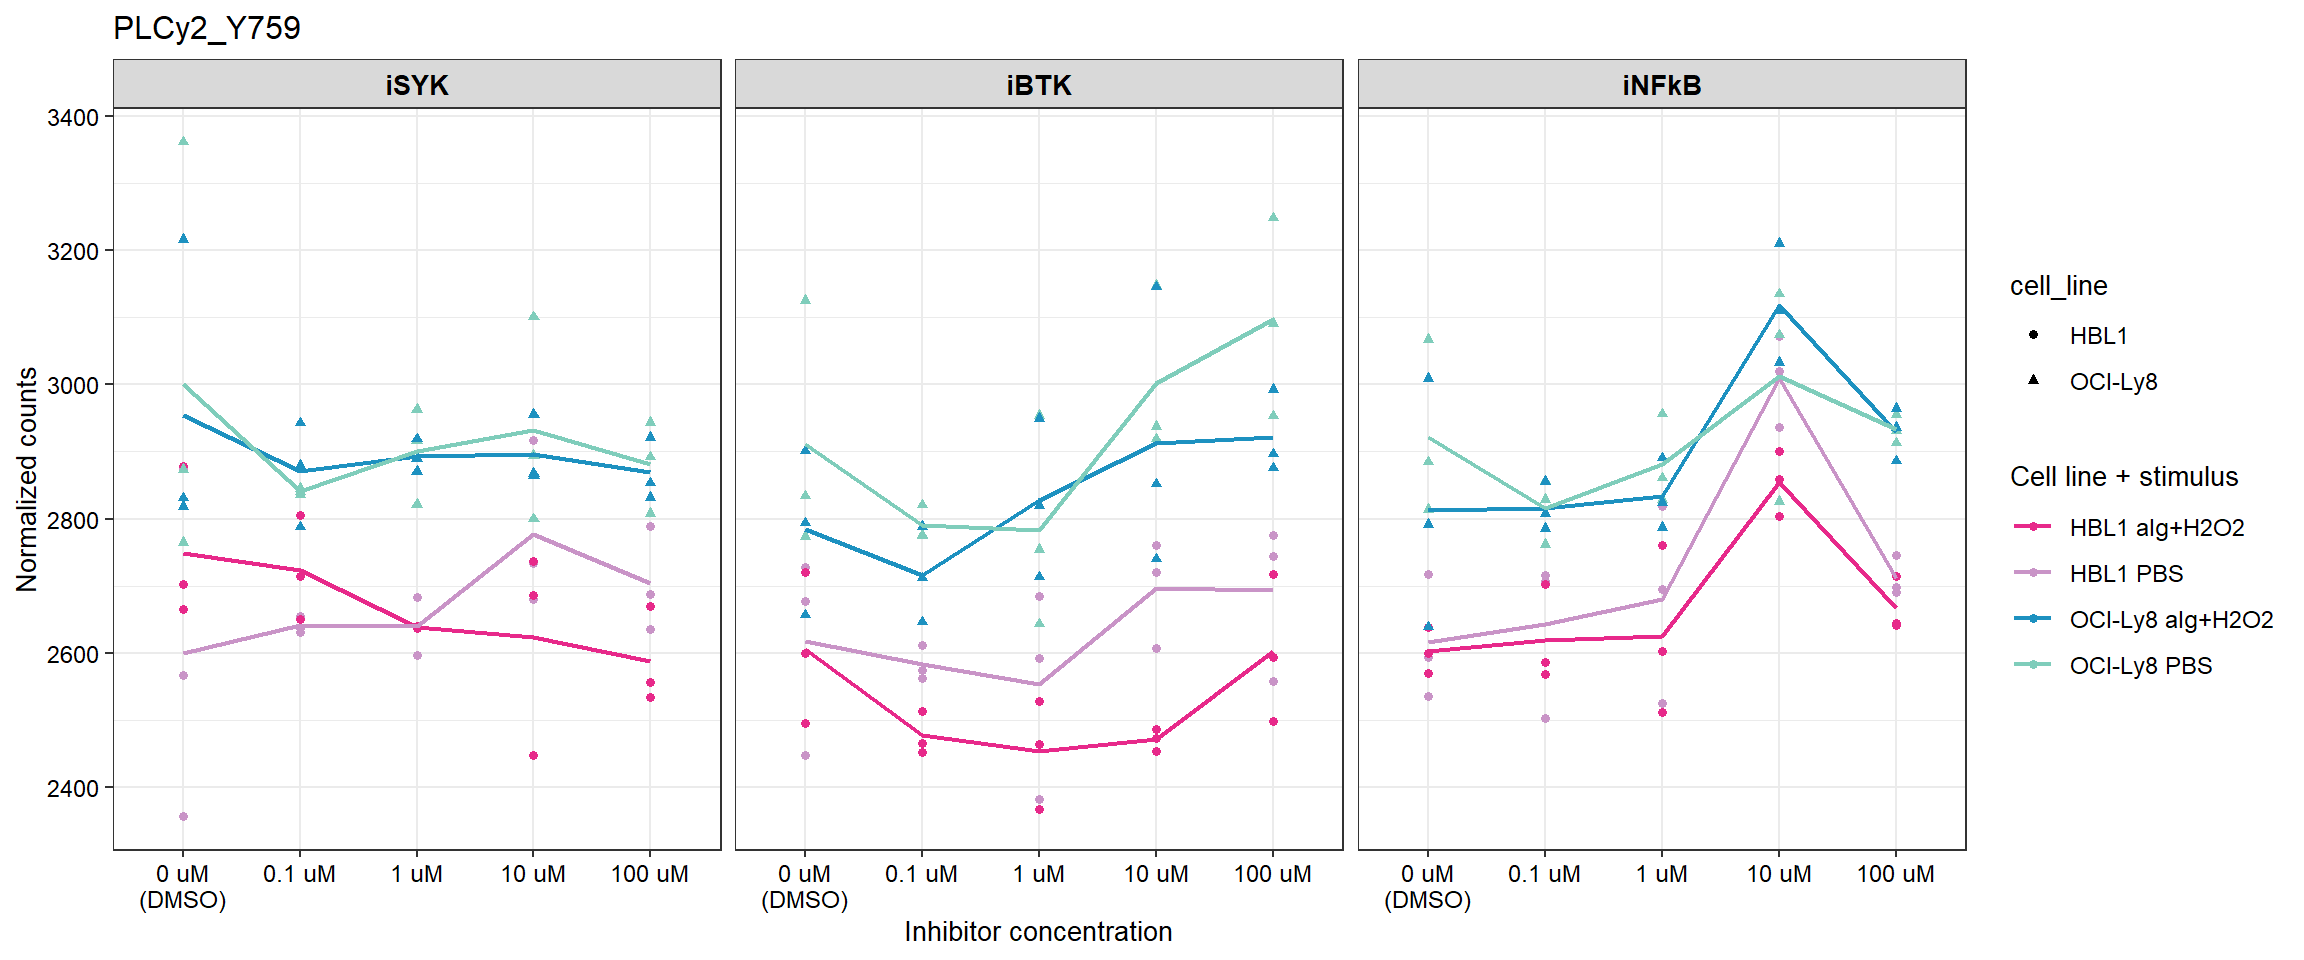 PLCy2_Y759
iSYK
iBTK
iNFkB
Normalized counts
3400
3200
3000
2800
2600
2400
0 uM
(DMSO)
0.1 uM
1 uM
10 uM
100 uM
0 uM
(DMSO)
0.1 uM
1 uM
10 uM
100 uM
0 uM
(DMSO)
0.1 uM
1 uM
10 uM
100 uM
Inhibitor concentration
cell_line
HBL1
OCI-Ly8
Cell line + stimulus
HBL1 aIg+H2O2
HBL1 PBS
OCI-Ly8 aIg+H2O2
OCI-Ly8 PBS